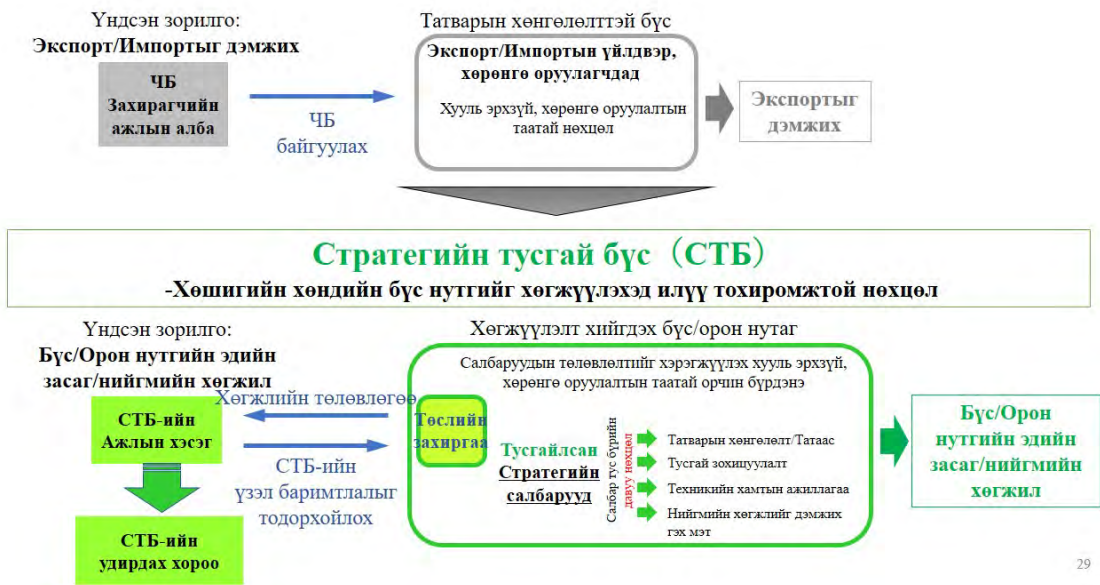 Үндсэн зорилго:
Экспорт/Импортыг дэмжих
ЧБ
Захирагчийн
ажлын алба
ЧБ
байгуулах
Татварын хөнгөлөлттэй бүс
Экспорт/Импортын үйлдвэр,
хөрөнгө оруулагчдад
Хууль эрхзүй, хөрөнгө оруулалтын
таатай нөхцөл
Экспортыг
дэмжих
Стратегийн тусгай бүс（СТБ）
-Хөшигийн хөндийн бүс нутгийг хөгжүүлэхэд илүү тохиромжтой нөхцөл
Үндсэн зорилго:
Бүс/Орон нутгийн эдийн
засаг/нийгмийн хөгжил
СТБ-ийн
Ажлын хэсэг
СТБ-ийн
удирдах хороо
Хөгжлийн төлөвлөгөө
СТБ-ийн
үзэл баримтлалыг
тодорхойлох
Хөгжүүлэлт хийгдэх бүс/орон нутаг
Салбаруудын төлөвлөлтийг хэрэгжүүлэх хууль эрхзүй,
хөрөнгө оруулалтын таатай орчин бүрдэнэ
Төслийн
захиргаа
Тусгайлсан
Стратегийн
салбарууд
Салбар тус бүрийн
давуу нөхцөл
Татварын хөнгөлөлт/Татаас
Тусгай зохицуулалт
Техникийн хамтын ажиллагаа
Нийгмийн хөгжлийг дэмжих
гэх мэт
Бүс/Орон
нутгийн эдийн
засаг/нийгмийн
хөгжил
29